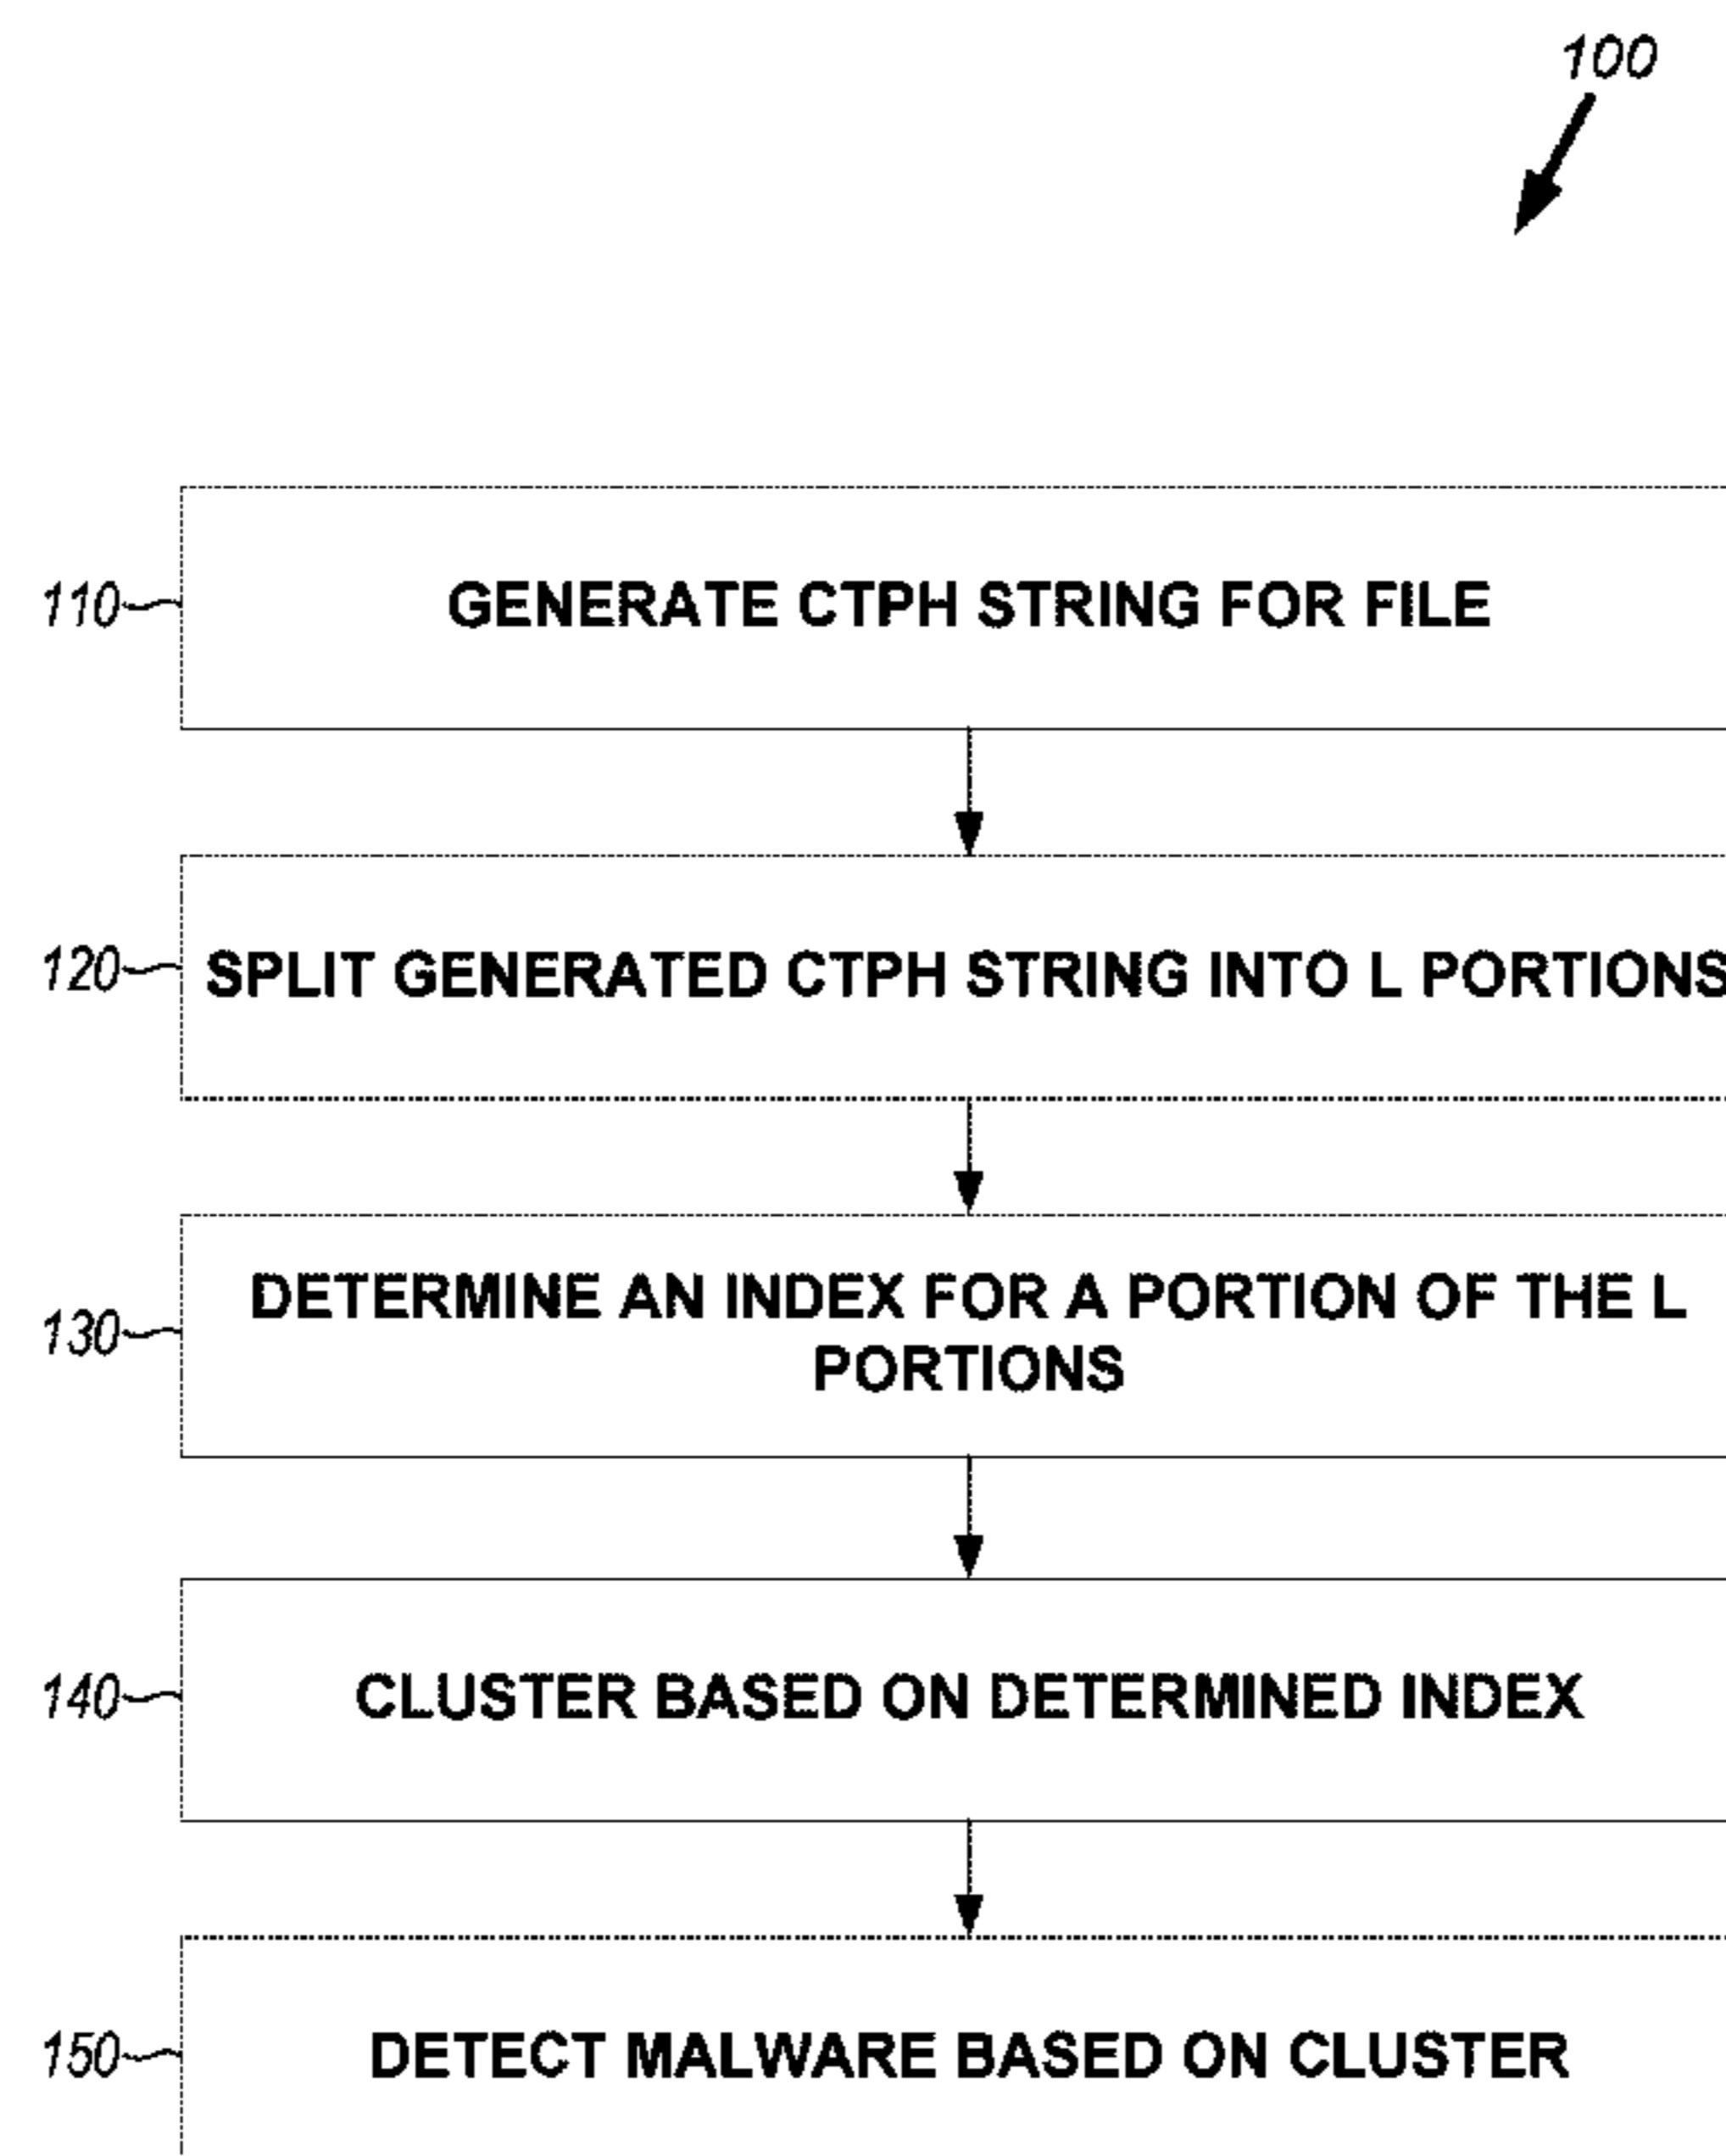 100
110
GENERATE CTPH STRING FOR FILE
120
SPLIT GENERATED CTPH STRING INTO L PORTIONS
130
DETERMINE AN INDEX FOR A PORTION OF THE L
PORTIONS
140
CLUSTER BASED ON DETERMINED INDEX
150
DETECT MALWARE BASED ON CLUSTER